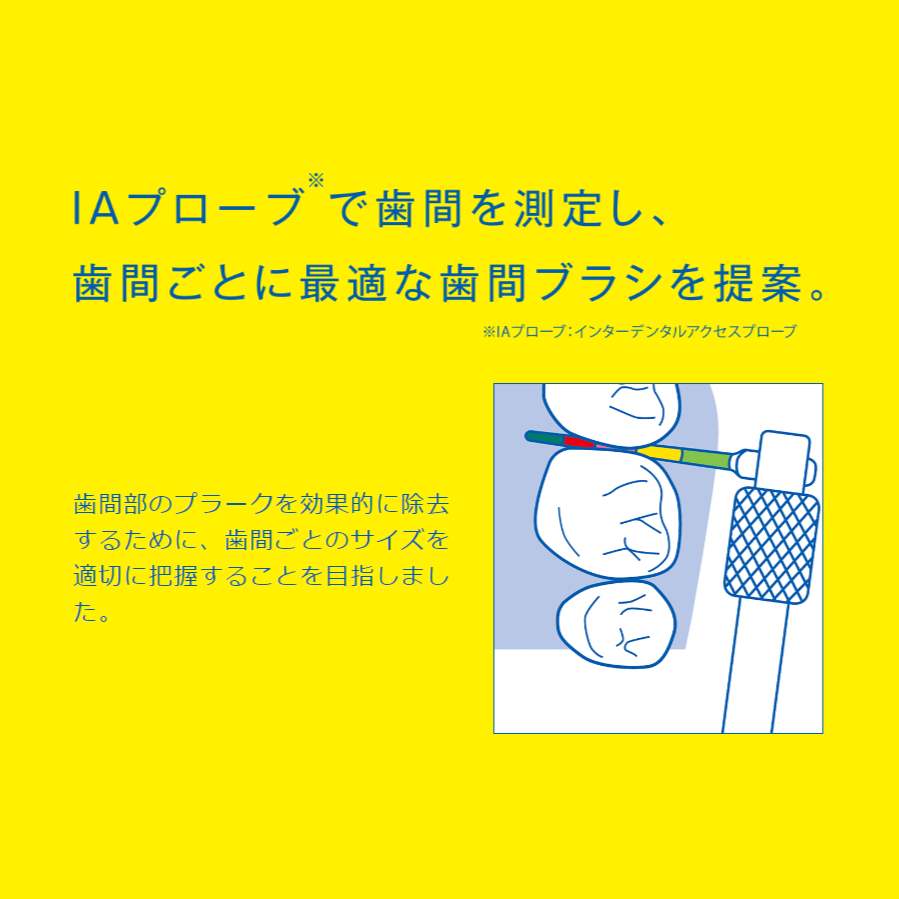 IAプローブ※で歯間を測定し、
歯間ごとに最適な歯間ブラシを提案。
※IAプローブ：インターデンタルアクセスプローブ
歯間部のプラークを効果的に除去
するために、歯間ごとのサイズを
適切に把握することを目指しまし
た。